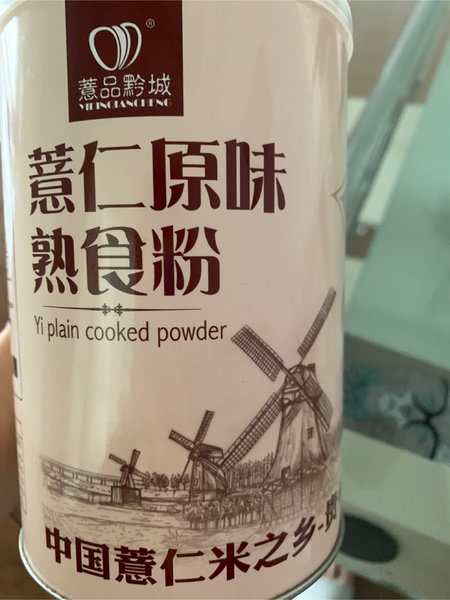 ®
薏品黔城
YIPINQIANCHENG
薏仁原味
熟食粉
Yi plain cooked powder
中国薏仁米之乡-贵